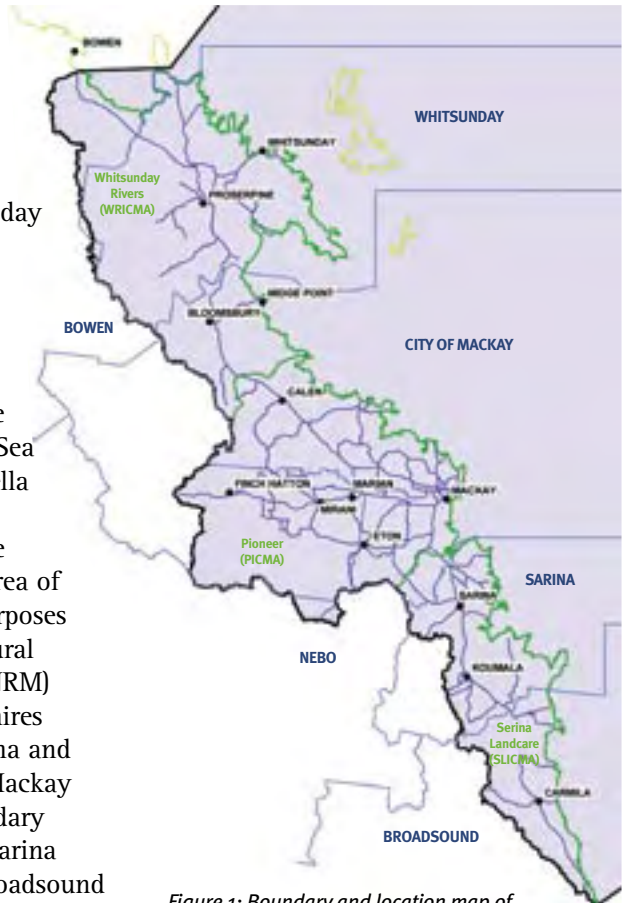 BOWEN
WHITSUNDAY
WHITSUNDAY
Whitsunday
Rivers
(WRICMA)
PROSERPINE
day
MIDGE POINT
BLOOMSBURY
BOWEN
CITY OF MACKAY
CALEN
e
Sea
ella
FINCH HATTON
MARIAN
MACKAY
MIRANI
ETON
Pioneer
(PICMA)
e
rea of
SARINA
rposes
SARINA
ural
NEBO
NRM)
KOUMALA
ires
Serina
Landcare
(SLICMA)
na and
Mackay
CARMILA
dary
BROADSOUND
arina
oadsound
Figure 1: Boundary and location map of